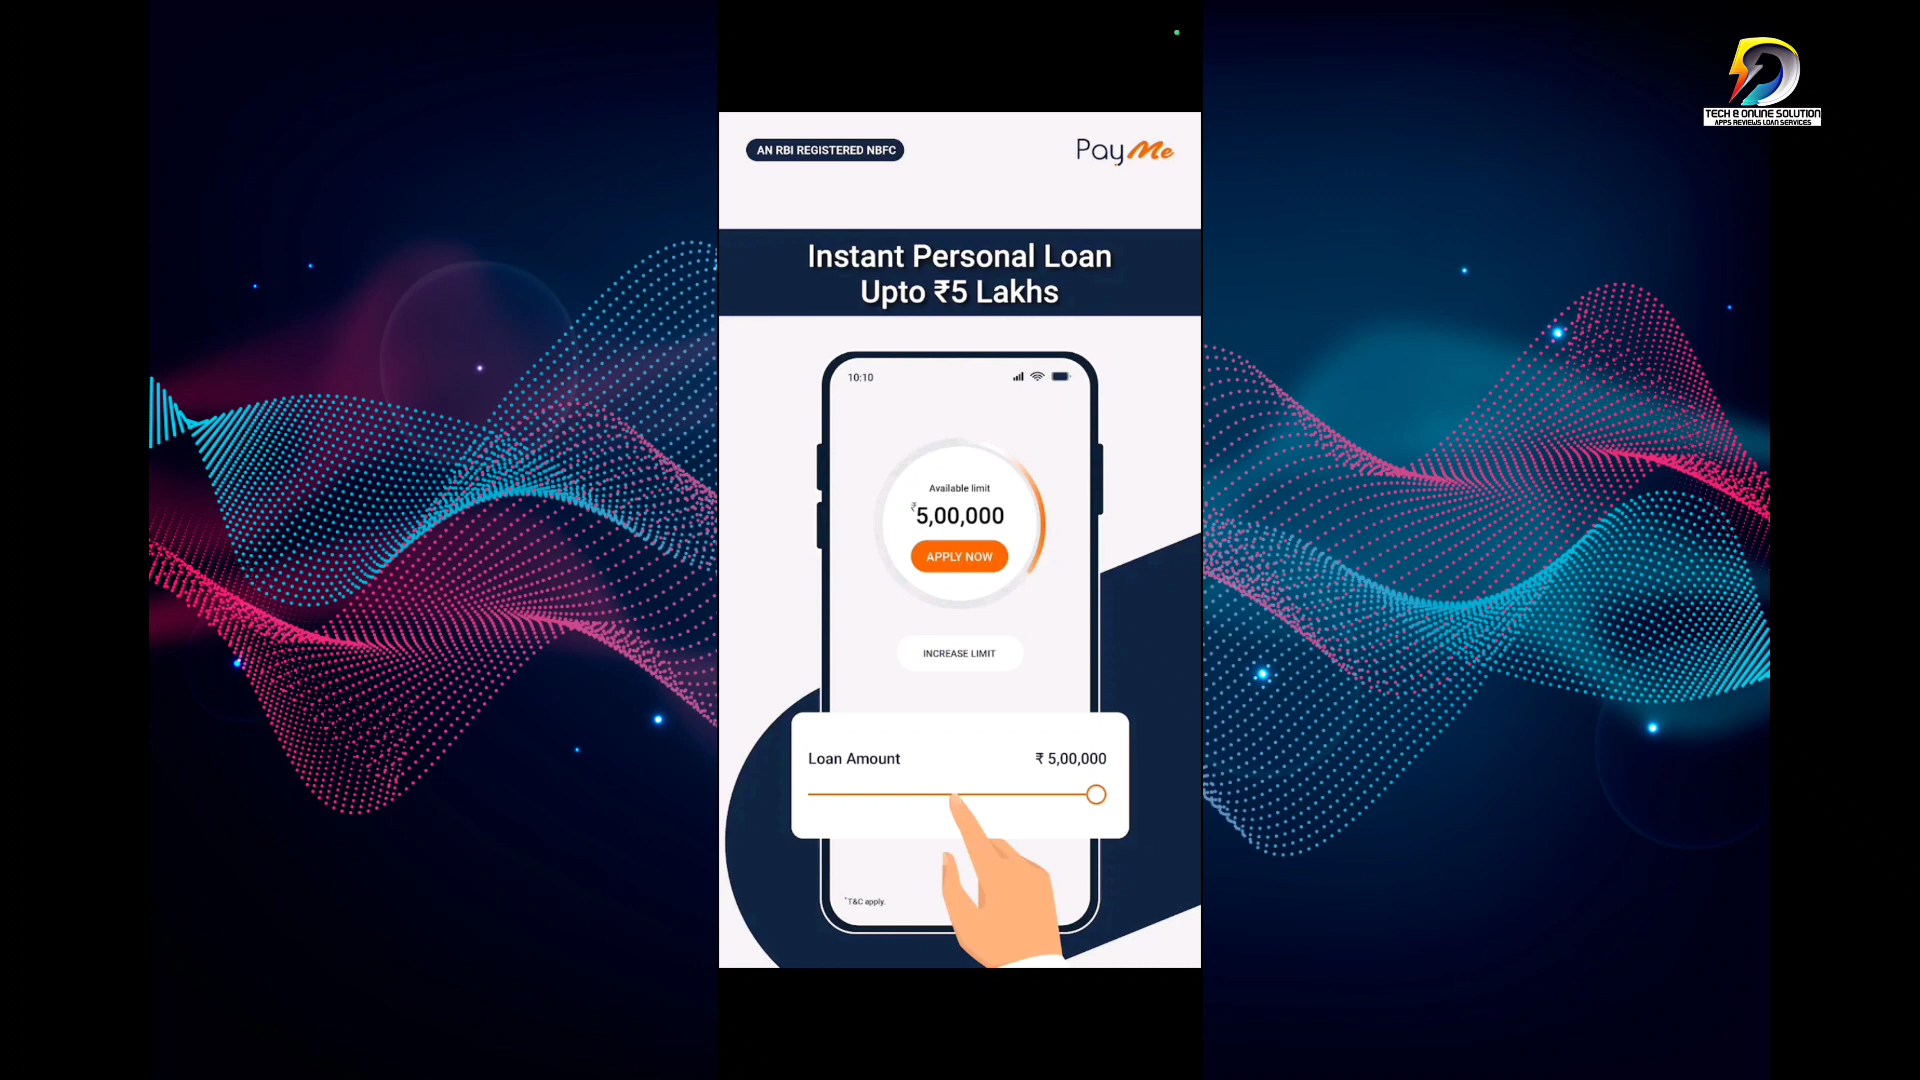 TECH & ONLINE SOLUTION
APPS REVIEWS LOAN SERVICES
AN RBI REGISTERED NBFC
PayMe
Instant Personal Loan
Upto ₹5 Lakhs
10:10
Available limit
₹5,00,000
APPLY NOW
INCREASE LIMIT
Loan Amount ₹ 5,00,000
*T&C apply.